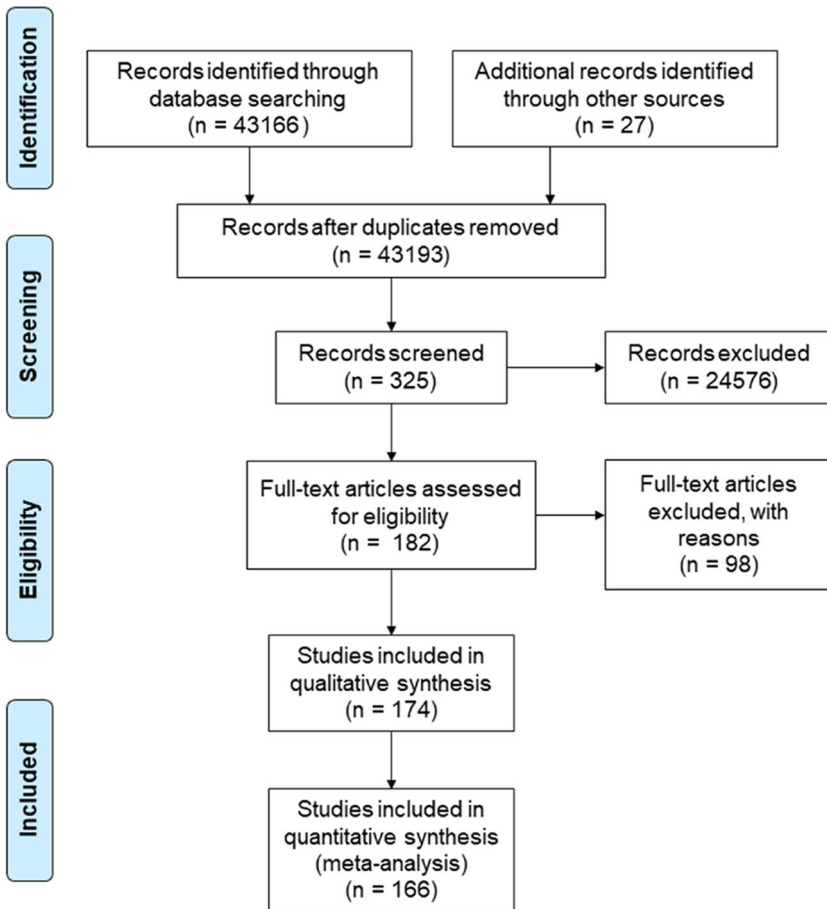 Identification
Records identified through
database searching
(n = 43166)
Additional records identified
through other sources
(n = 27)
Records after duplicates removed
(n = 43193)
Screening
Records screened
(n = 325)
Records excluded
(n = 24576)
Eligibility
Full-text articles assessed
for eligibility
(n = 182)
Full-text articles
excluded, with
reasons
(n = 98)
Studies included in
qualitative synthesis
(n = 174)
Included
Studies included in
quantitative synthesis
(meta-analysis)
(n = 166)